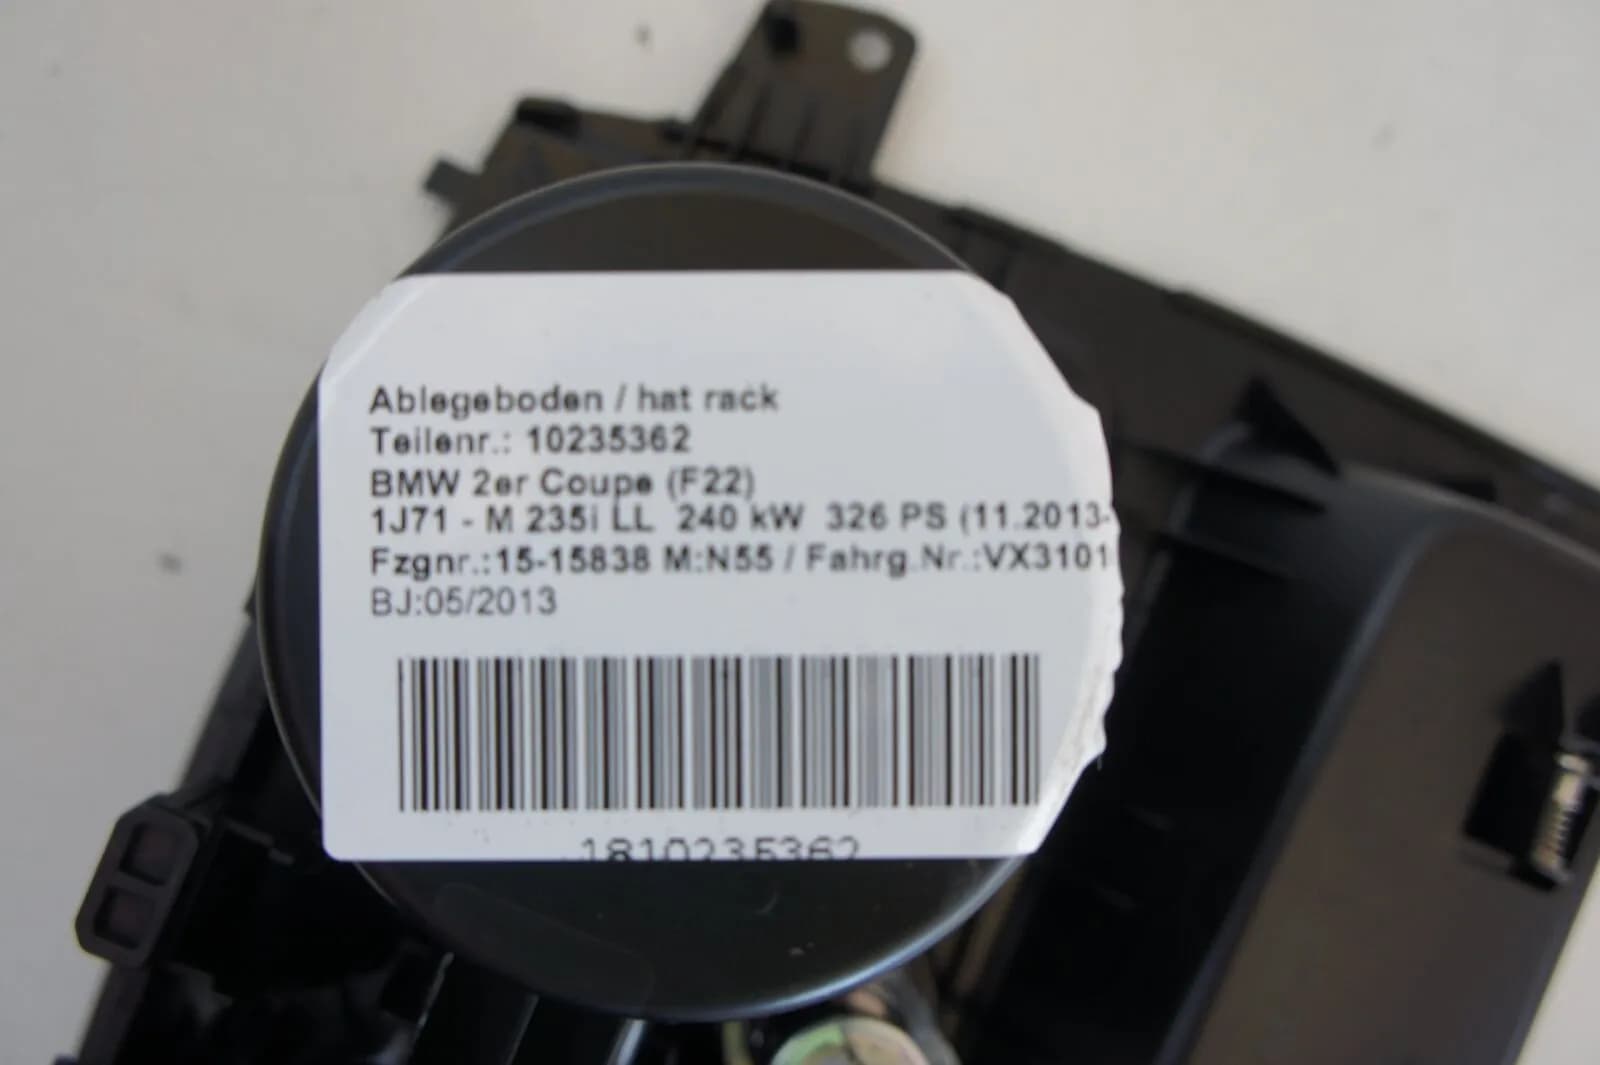 Ablegeboden / hat rack
Teilenr.: 10235362
BMW 2er Coupe (F22)
1J71 - M 235i LL 240 kW 326 PS (11.2013-
Fzgnr.:15-15838 M:N55 / Fahrg.Nr.:VX3101
BJ:05/2013
1810235362